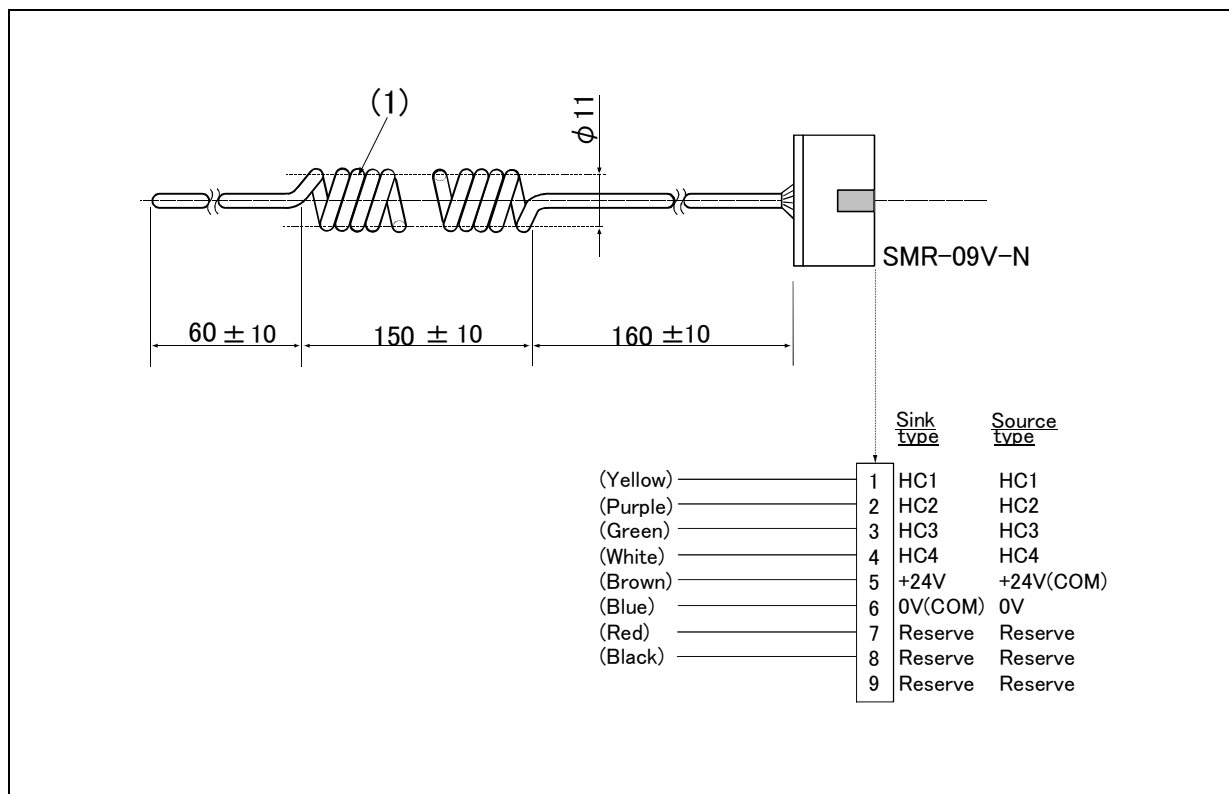 (1)
φ11
SMR-09V-N
60±10 150 ± 10 160 ±10
Sink type Source type
(Yellow) 1 HC1 HC1
(Purple) 2 HC2 HC2
(Green) 3 HC3 HC3
(White) 4 HC4 HC4
(Brown) 5 +24V +24V(COM)
(Blue) 6 0V(COM) 0V
(Red) 7 Reserve Reserve
(Black) 8 Reserve Reserve
9 Reserve Reserve